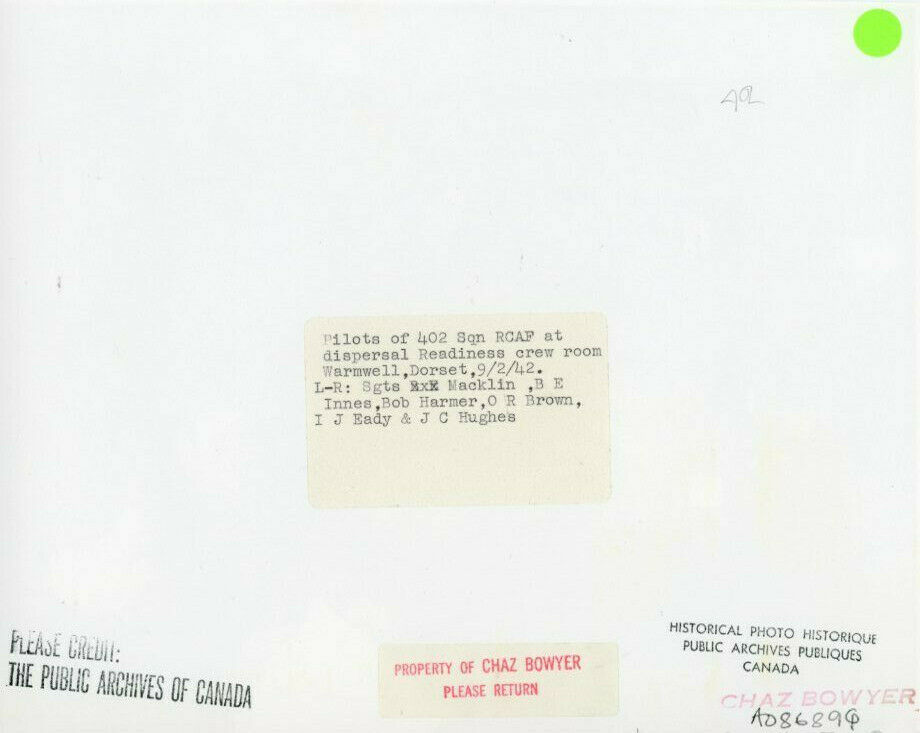 42
Pilots of 402 Sqn RCAF at
dispersal Readiness crew room
Warmwell,Dorset,9/2/42.
L-R: Sgts Macklin ,B E
Innes,Bob Harmer,O R Brown,
I J Eady & J C Hughes
PLEASE CREDIT:
THE PUBLIC ARCHIVES OF CANADA
PROPERTY OF CHAZ BOWYER
PLEASE RETURN
HISTORICAL PHOTO HISTORIQUE
PUBLIC ARCHIVES PUBLIQUES
CANADA
CHAZ BOWYER